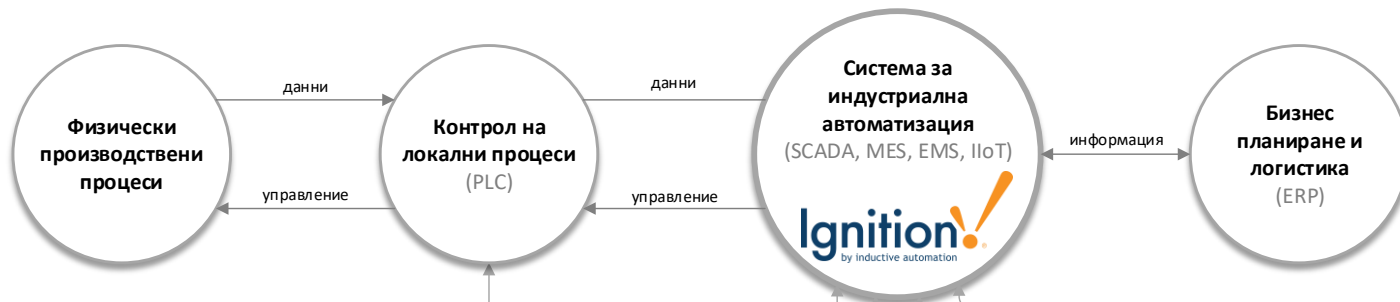 Физически
производствени
процеси
данни
управление
Контрол на
локални процеси
(PLC)
данни
управление
Система за
индустриална
автоматизация
(SCADA, MES, EMS, IIoT)
Ignition!
by inductive automation
®
информация
Бизнес
планиране и
логистика
(ERP)